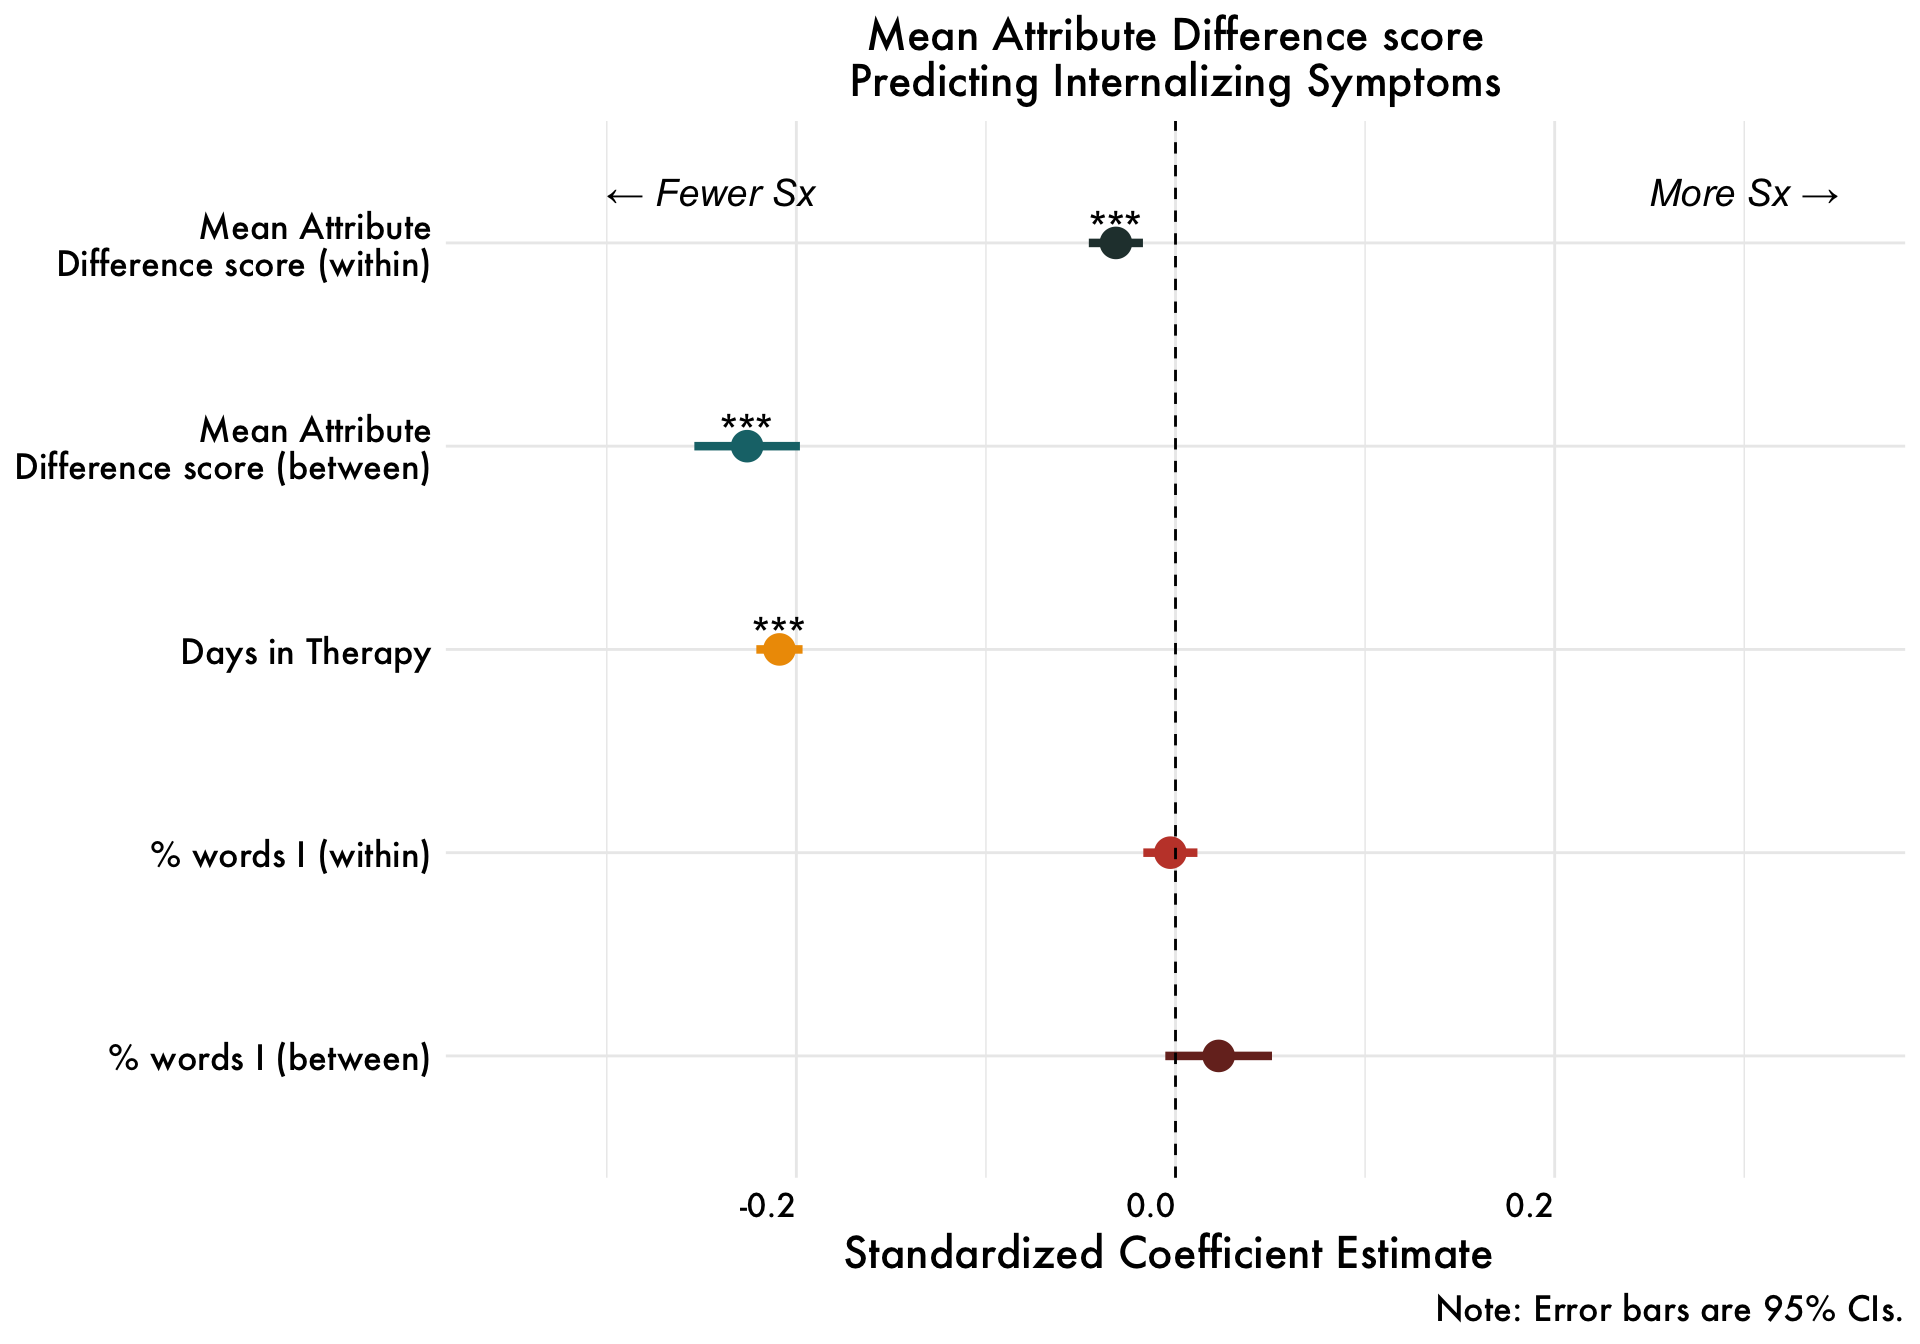 Mean Attribute Difference score
Predicting Internalizing Symptoms
← Fewer Sx
More Sx →
***
Mean Attribute
Difference score (within)
***
Mean Attribute
Difference score (between)
***
Days in Therapy
% words I (within)
% words I (between)
-0.2
0.0
0.2
Standardized Coefficient Estimate
Note: Error bars are 95% CIs.